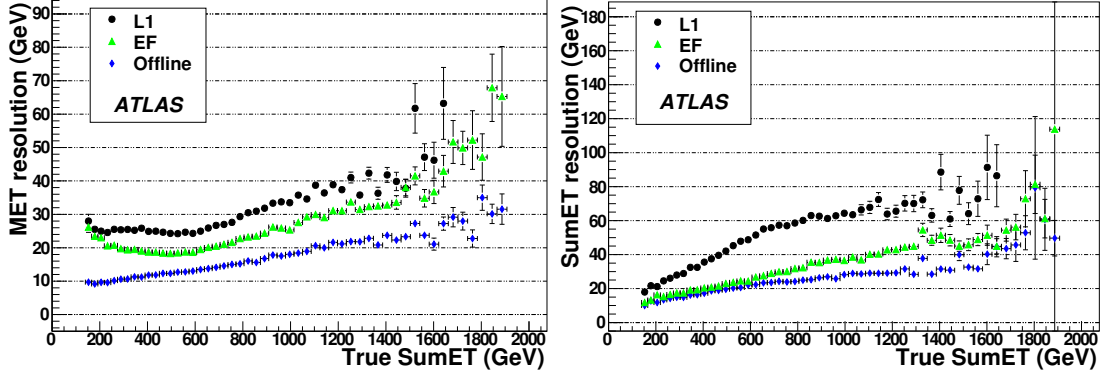 MET resolution (GeV)
90
80
70
60
50
40
30
20
10
0
L1
EF
Offline
ATLAS
0 200 400 600 800 1000 1200 1400 1600 1800 2000
True SumET (GeV)
SumET resolution (GeV)
180
160
140
120
100
80
60
40
20
0
L1
EF
Offline
ATLAS
0 200 400 600 800 1000 1200 1400 1600 1800 2000
True SumET (GeV)